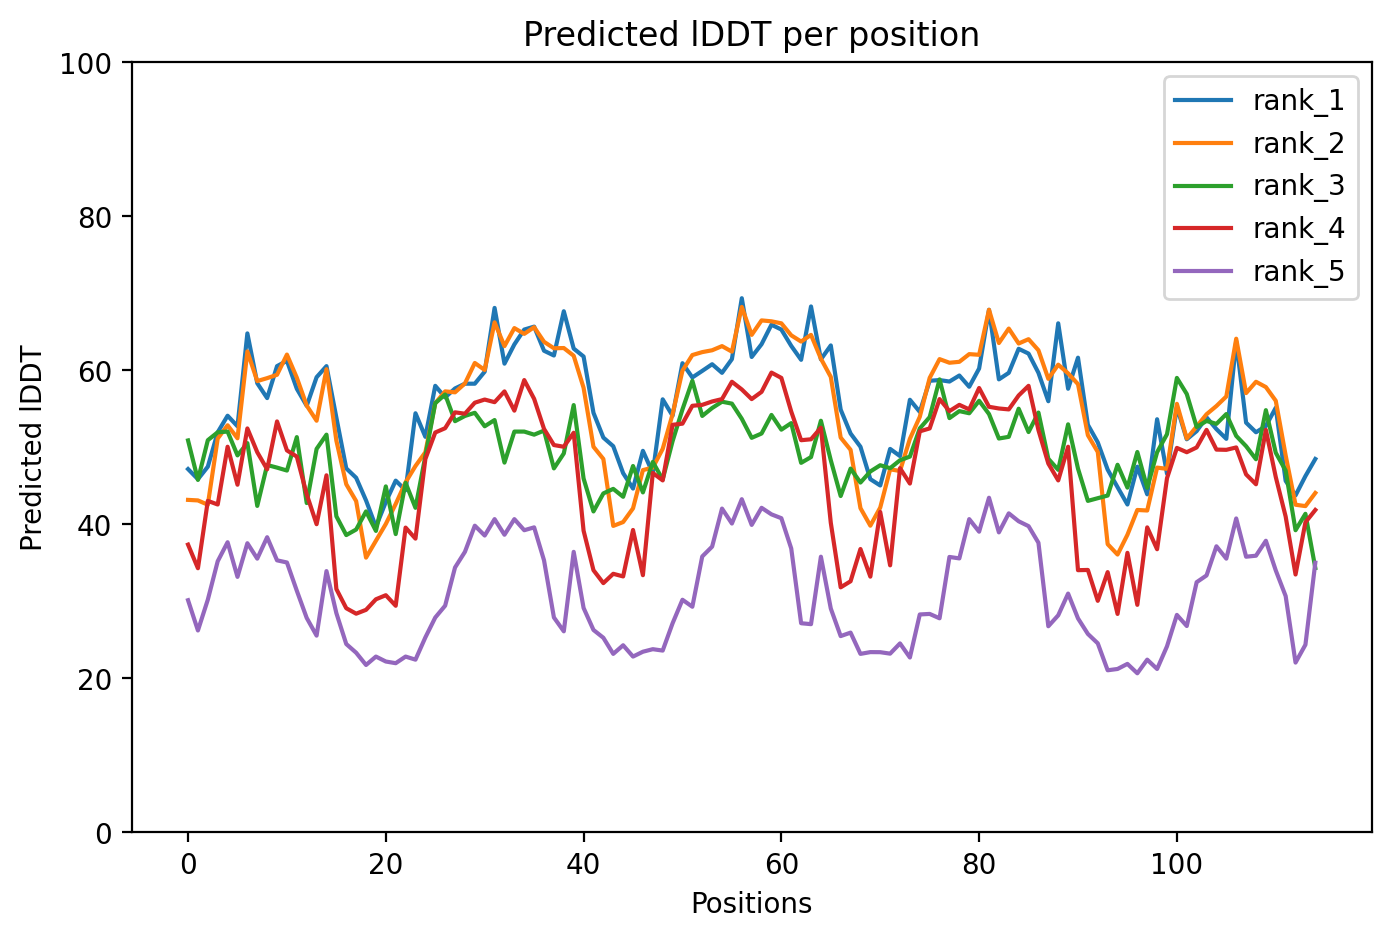 Predicted lDDT per position
100
80
60
40
20
0
Predicted lDDT
0 20 40 60 80 100
Positions
rank_1
rank_2
rank_3
rank_4
rank_5